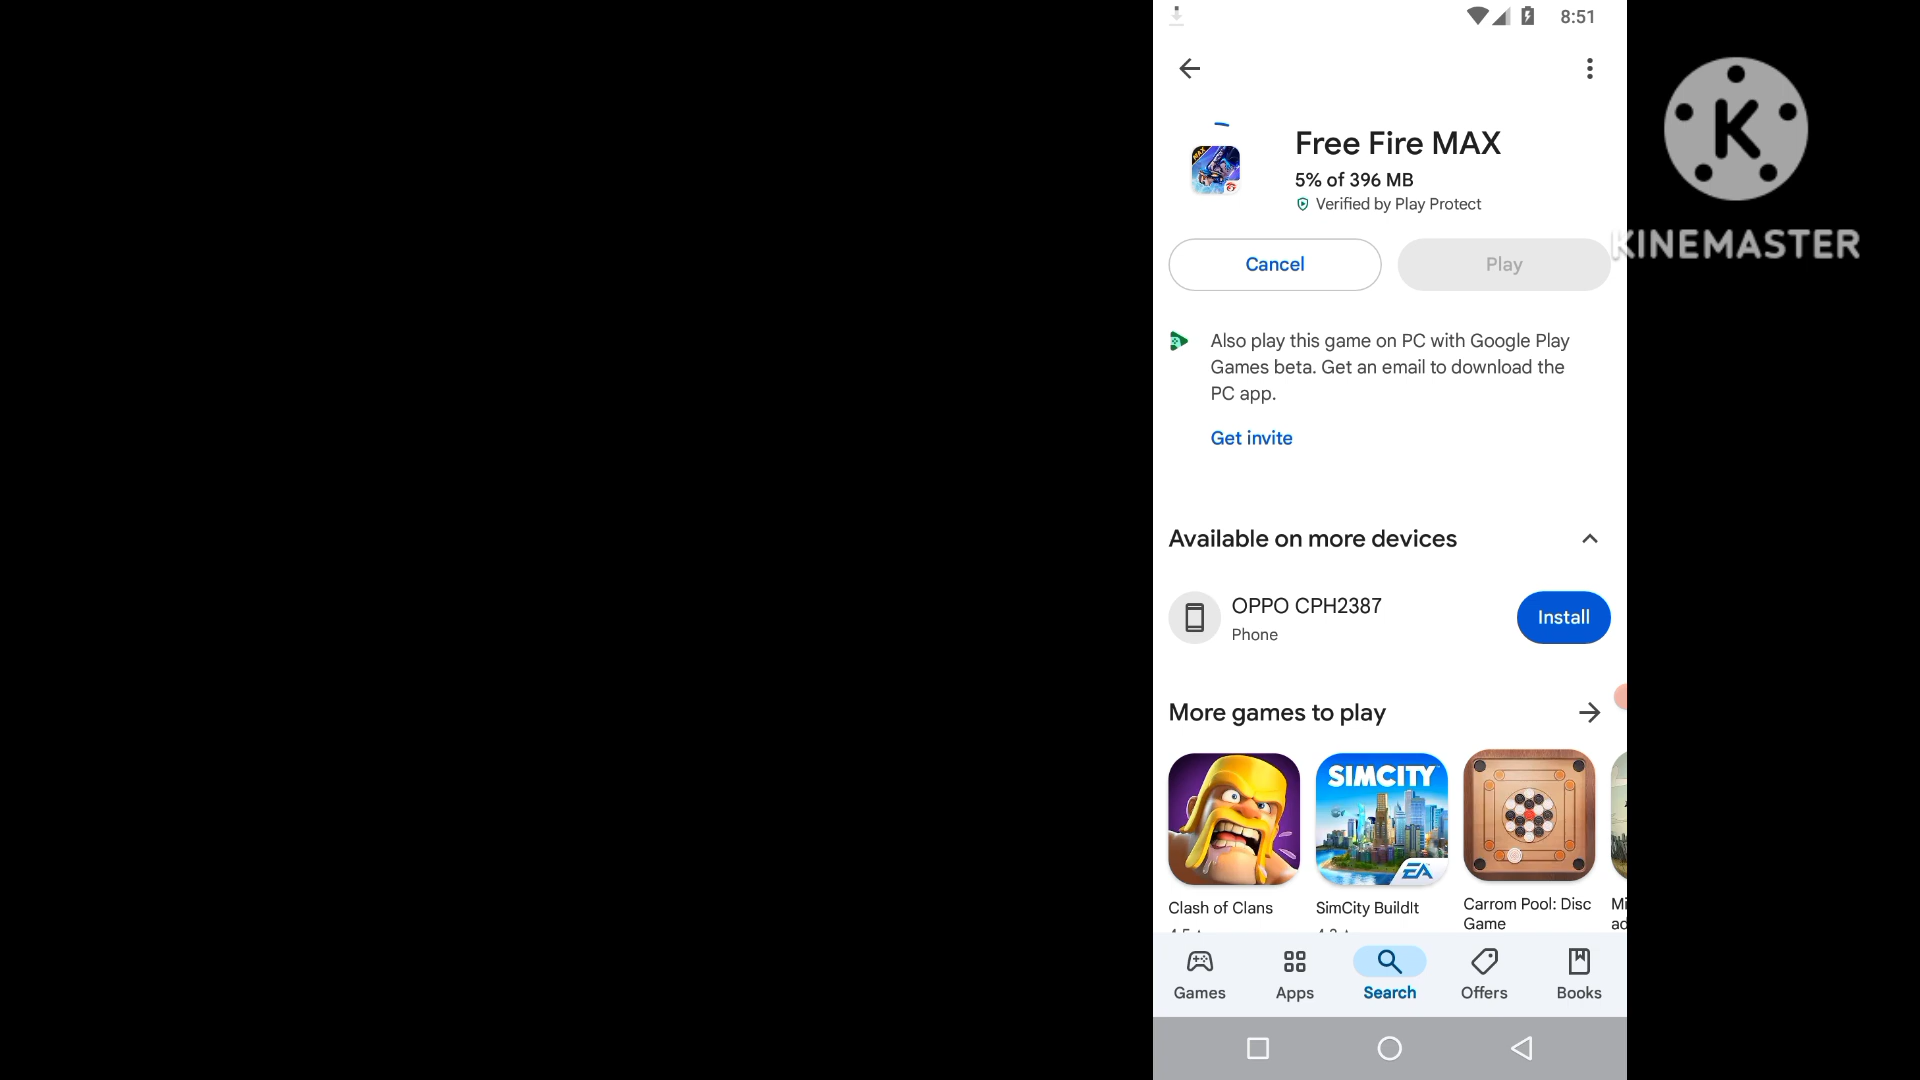 8:51
Free Fire MAX
5% of 396 MB
Verified by Play Protect
Cancel
Play
KINEMASTER
Also play this game on PC with Google Play
Games beta. Get an email to download the
PC app.
Get invite
Available on more devices
OPPO CPH2387
Phone
Install
More games to play
SIMCITY
EA
Clash of Clans
SimCity BuildIt
Carrom Pool: Disc
Game
Games
Apps
Search
Offers
Books